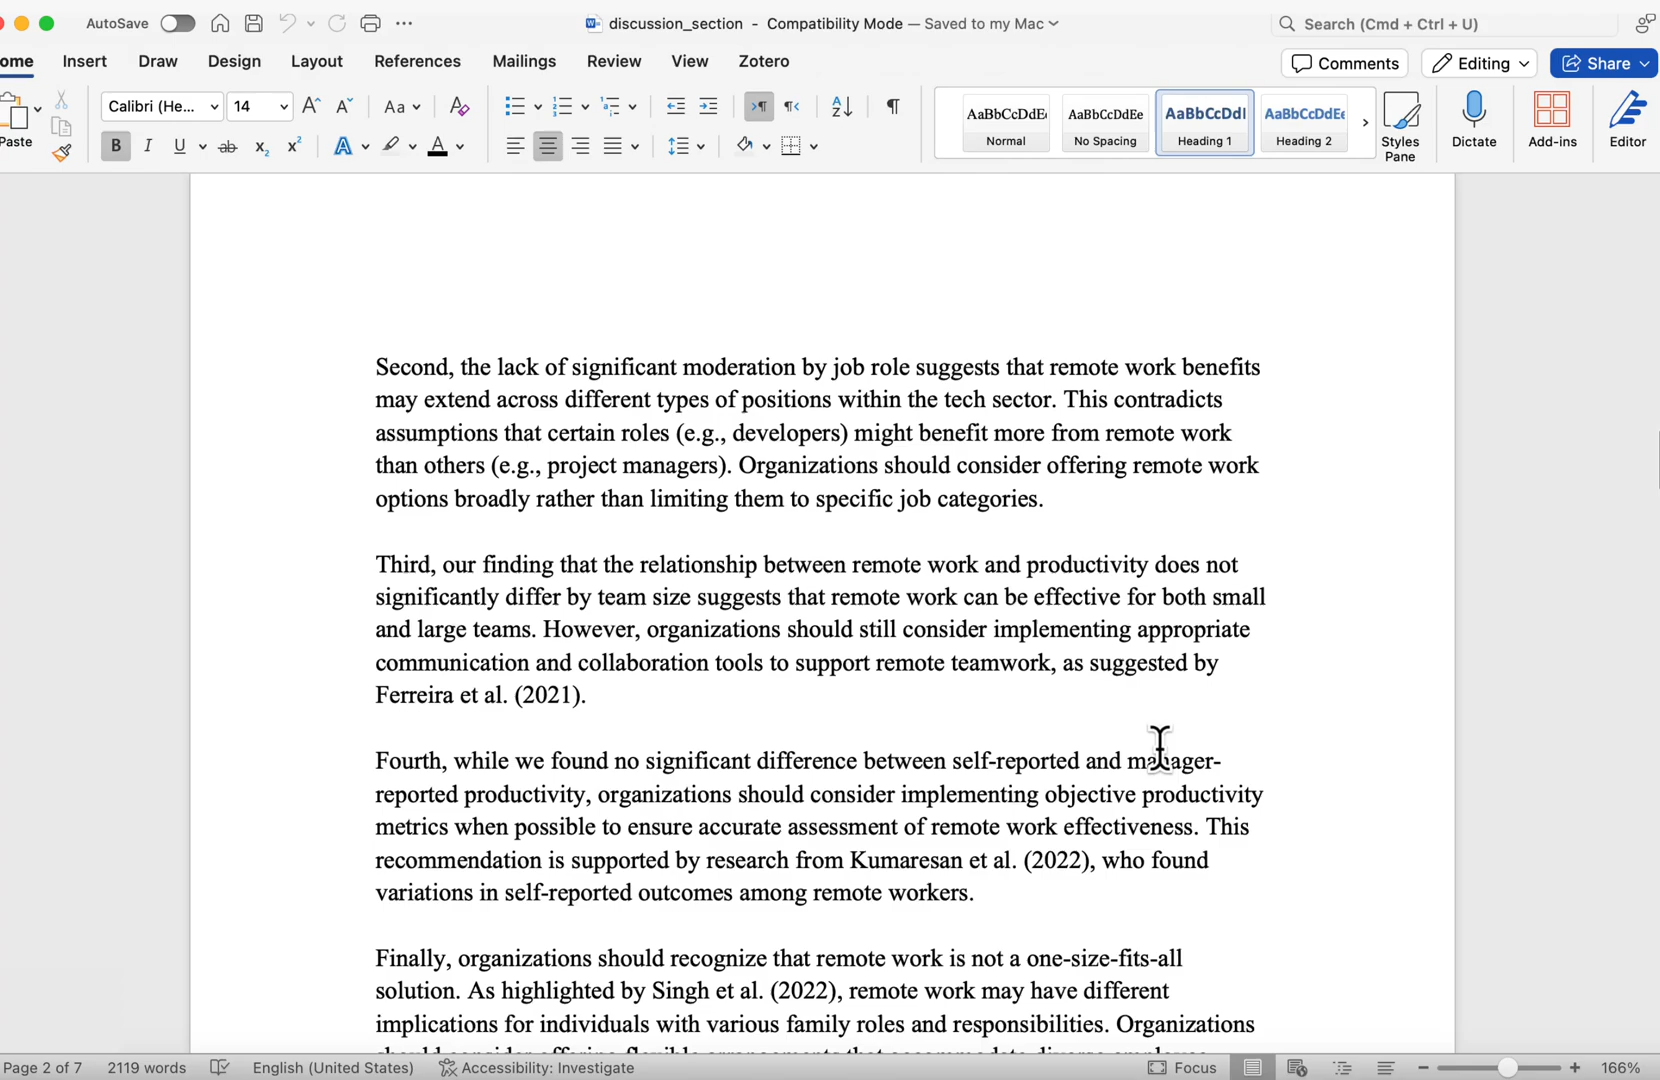 AutoSave
discussion_section - Compatibility Mode — Saved to my Mac
Search (Cmd + Ctrl + U)
ome Insert Draw Design Layout References Mailings Review View Zotero
Comments Editing Share
Paste
Calibri (He... 14
Aa
B I U ab x₂ x² A A
AaBbCcDdEe AaBbCcDdEe AaBbCcDdI AaBbCcDdEe
Normal No Spacing Heading 1 Heading 2
Styles Pane
Dictate
Add-ins
Editor
Second, the lack of significant moderation by job role suggests that remote work benefits
may extend across different types of positions within the tech sector. This contradicts
assumptions that certain roles (e.g., developers) might benefit more from remote work
than others (e.g., project managers). Organizations should consider offering remote work
options broadly rather than limiting them to specific job categories.
Third, our finding that the relationship between remote work and productivity does not
significantly differ by team size suggests that remote work can be effective for both small
and large teams. However, organizations should still consider implementing appropriate
communication and collaboration tools to support remote teamwork, as suggested by
Ferreira et al. (2021).
Fourth, while we found no significant difference between self-reported and manager-
reported productivity, organizations should consider implementing objective productivity
metrics when possible to ensure accurate assessment of remote work effectiveness. This
recommendation is supported by research from Kumaresan et al. (2022), who found
variations in self-reported outcomes among remote workers.
Finally, organizations should recognize that remote work is not a one-size-fits-all
solution. As highlighted by Singh et al. (2022), remote work may have different
implications for individuals with various family roles and responsibilities. Organizations
Page 2 of 7 2119 words English (United States) Accessibility: Investigate Focus 166%